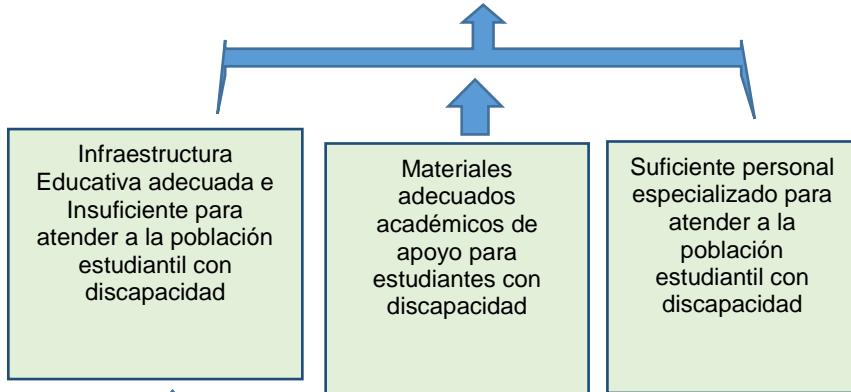 Infraestructura
Educativa adecuada e
Insuficiente para
atender a la población
estudiantil con
discapacidad
Materiales
adecuados
académicos de
apoyo para
estudiantes con
discapacidad
Suficiente personal
especializado para
atender a la
población
estudiantil con
discapacidad